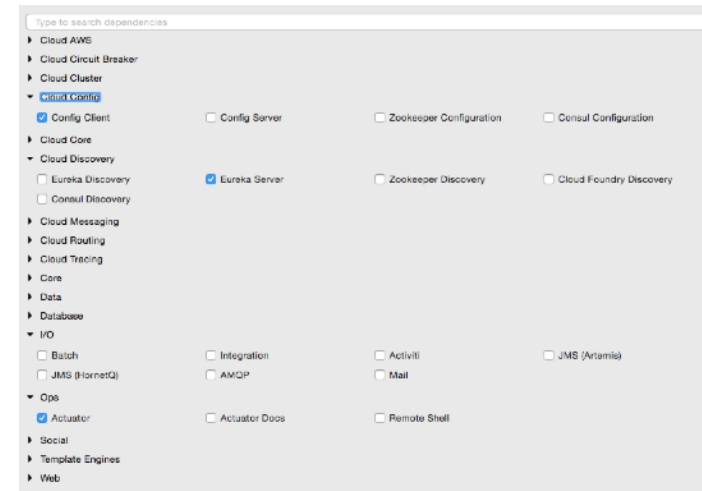 Type to search dependencies
Cloud AWS
Cloud Circuit Breaker
Cloud Cluster
Cloud Config
Config Client Config Server Zookeeper Configuration Consul Configuration
Cloud Core
Cloud Discovery
Eureka Discovery Eureka Server Zookeeper Discovery Cloud Foundry Discovery
Consul Discovery
Cloud Messaging
Cloud Routing
Cloud Tracing
Core
Data
Database
I/O
Batch Integration Activiti JMS (Artemis)
JMS (HornetQ) AMQP Mail
Ops
Actuator Actuator Docs Remote Shell
Social
Template Engines
Web